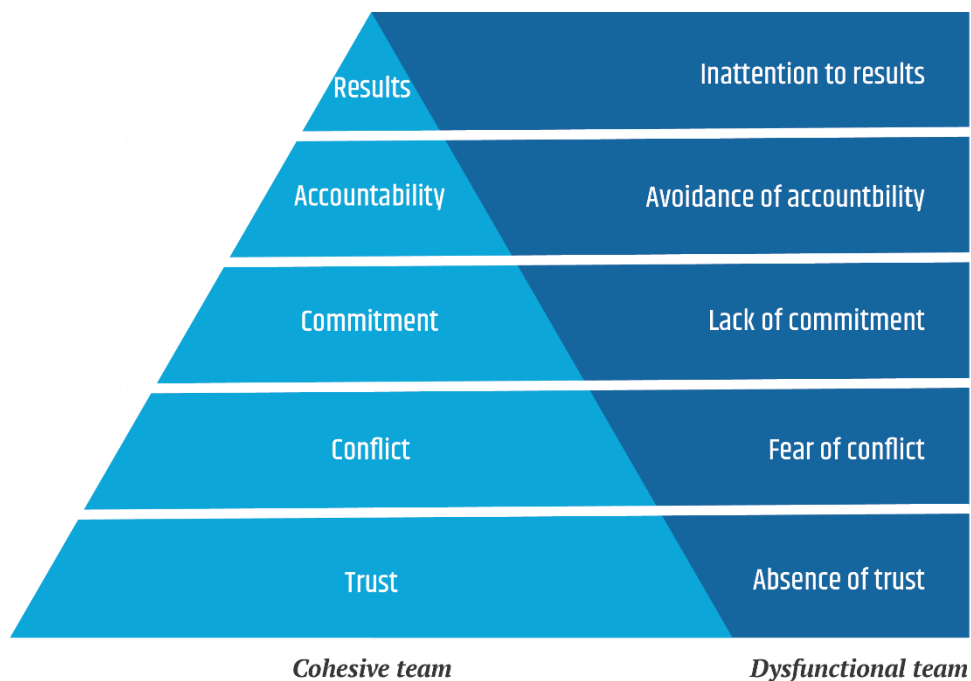 Results
Inattention to results
Accountability
Avoidance of accountbility
Commitment
Lack of commitment
Conflict
Fear of conflict
Trust
Absence of trust
Cohesive team
Dysfunctional team